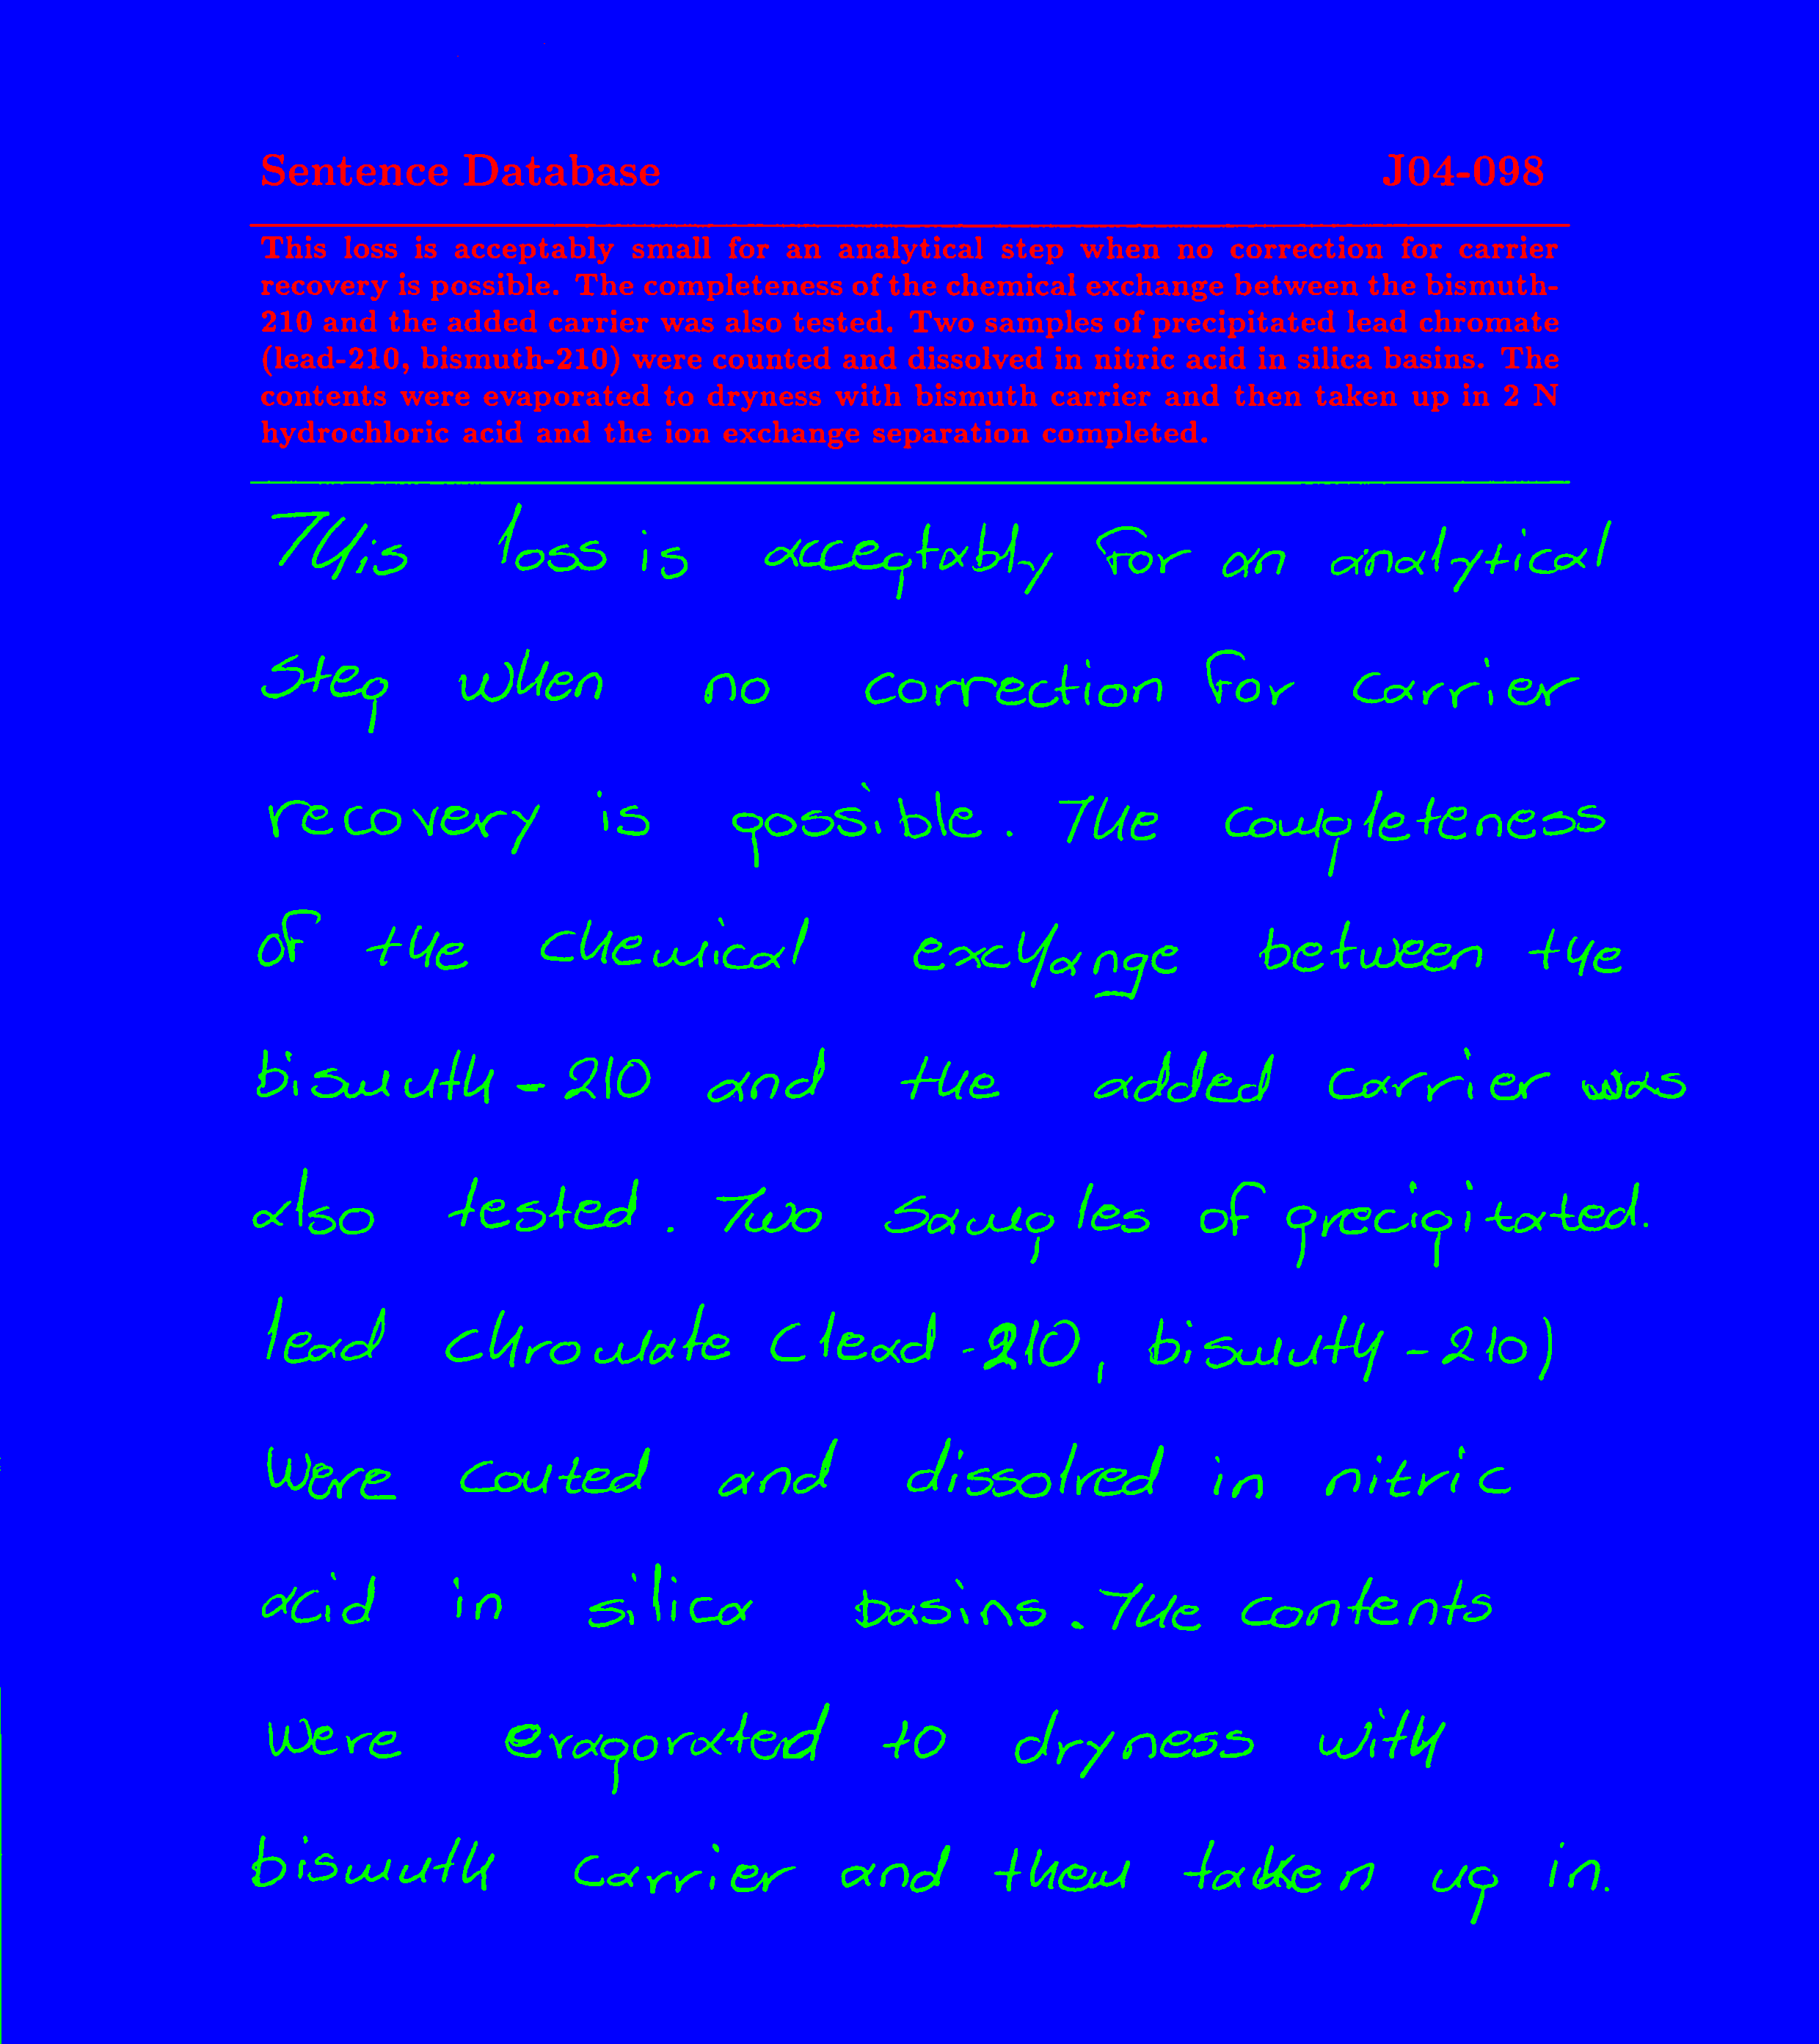 Sentence Database J04-098
This loss is acceptably small for an analytical step when no correction for carrier
recovery is possible. The completeness of the chemical exchange between the bismuth-
210 and the added carrier was also tested. Two samples of precipitated lead chromate
(lead-210, bismuth-210) were counted and dissolved in nitric acid in silica basins. The
contents were evaporated to dryness with bismuth carrier and then taken up in 2 N
hydrochloric acid and the ion exchange separation completed.
This loss is acceptably for an analytical
step when no correction for carrier
recovery is possible. The completeness
of the chemical exchange between the
bismuth-210 and the added carrier was
also tested. Two samples of precipitated.
lead chromate (lead-210, bismuth-210)
were couted and dissolved in nitric
acid in silica basins. The contents
were evaporated to dryness with
bismuth carrier and then taken up in.